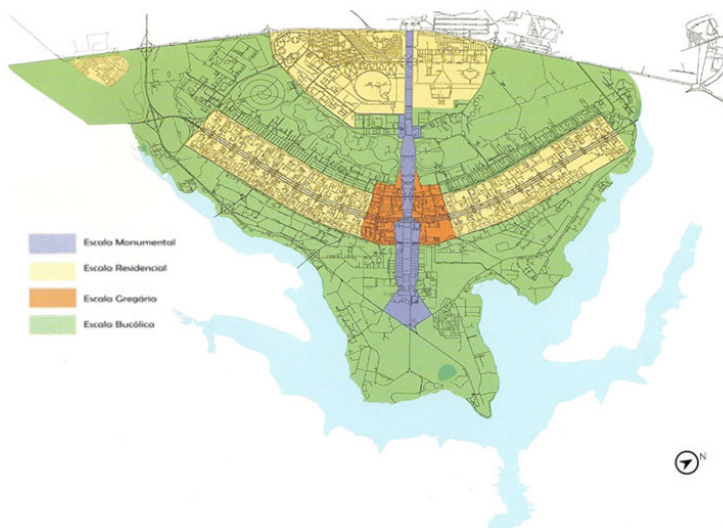 Escala Monumental
Escala Residencial
Escala Gregária
Escala Bucólica
N